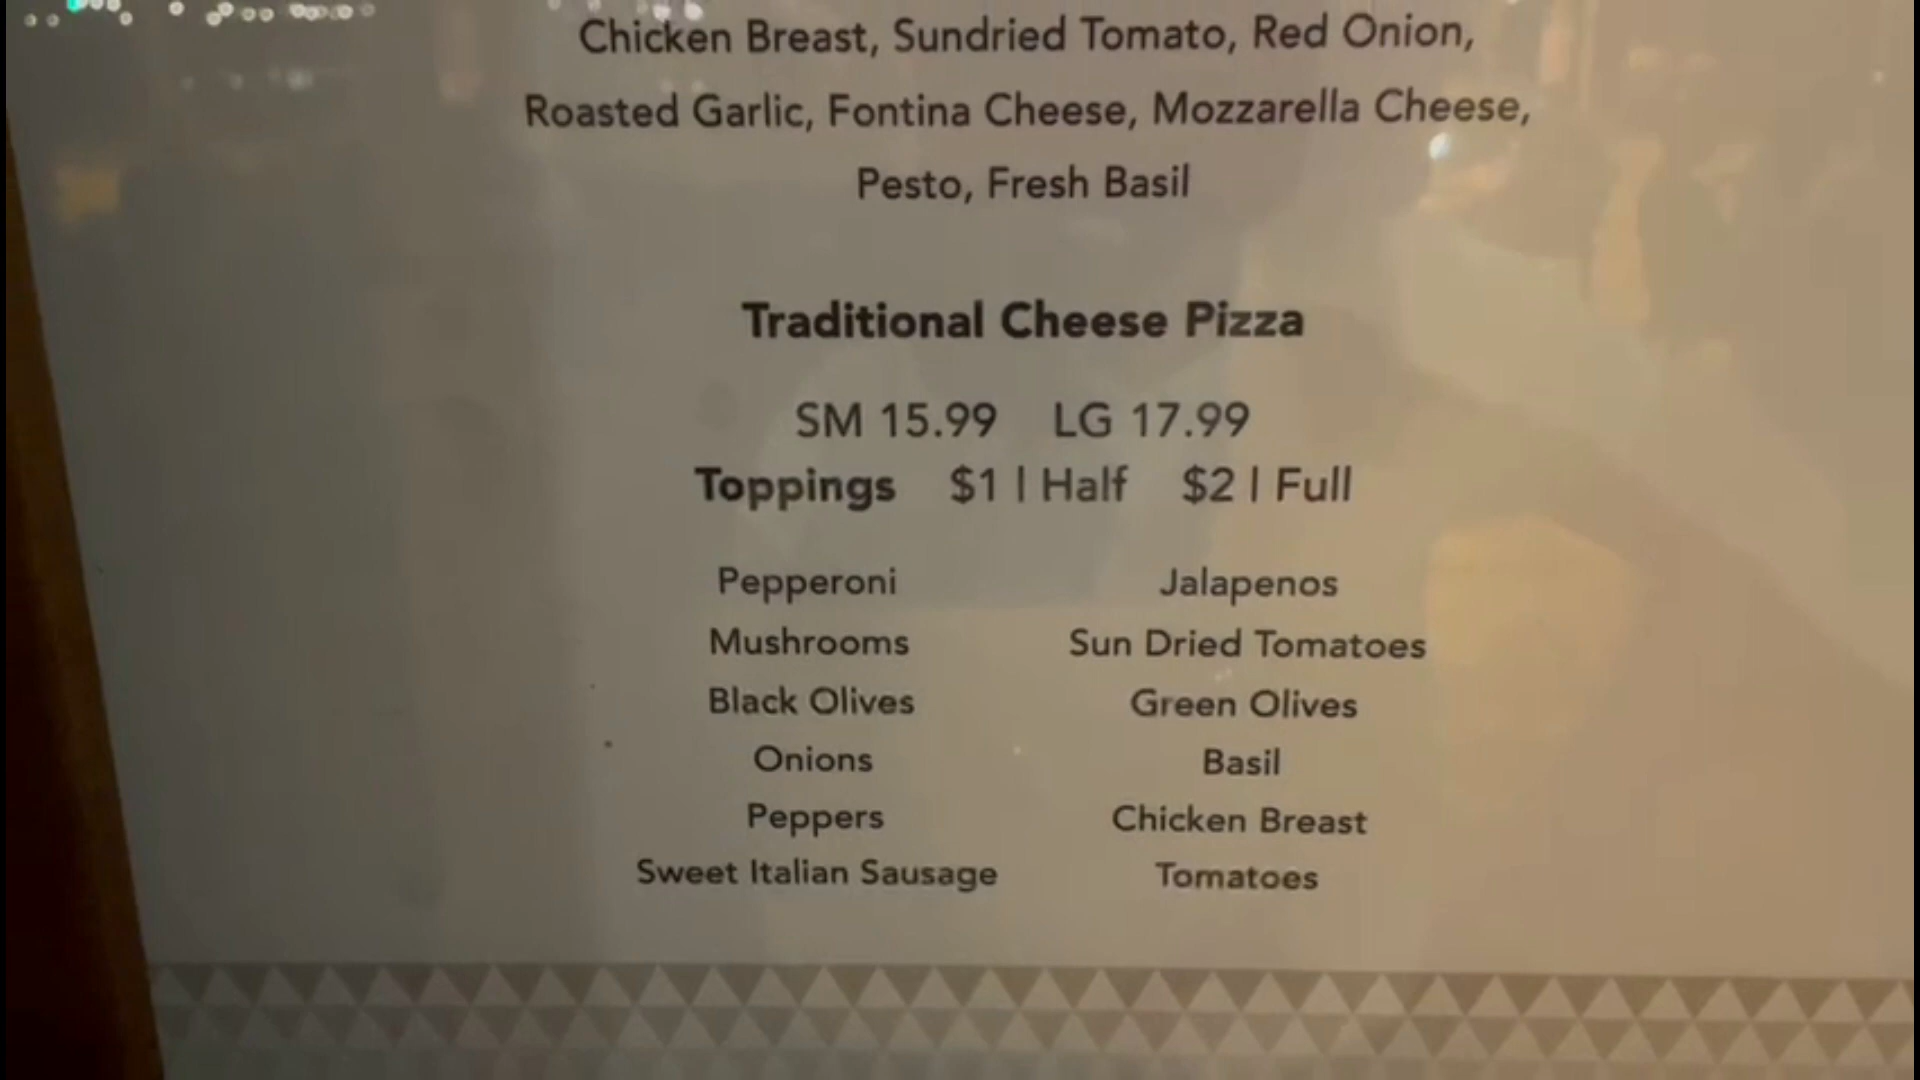 Chicken Breast, Sundried Tomato, Red Onion,
Roasted Garlic, Fontina Cheese, Mozzarella Cheese,
Pesto, Fresh Basil
Traditional Cheese Pizza
SM 15.99 LG 17.99
Toppings $1 | Half $2 | Full
Pepperoni Jalapenos
Mushrooms Sun Dried Tomatoes
Black Olives Green Olives
Onions Basil
Peppers Chicken Breast
Sweet Italian Sausage Tomatoes